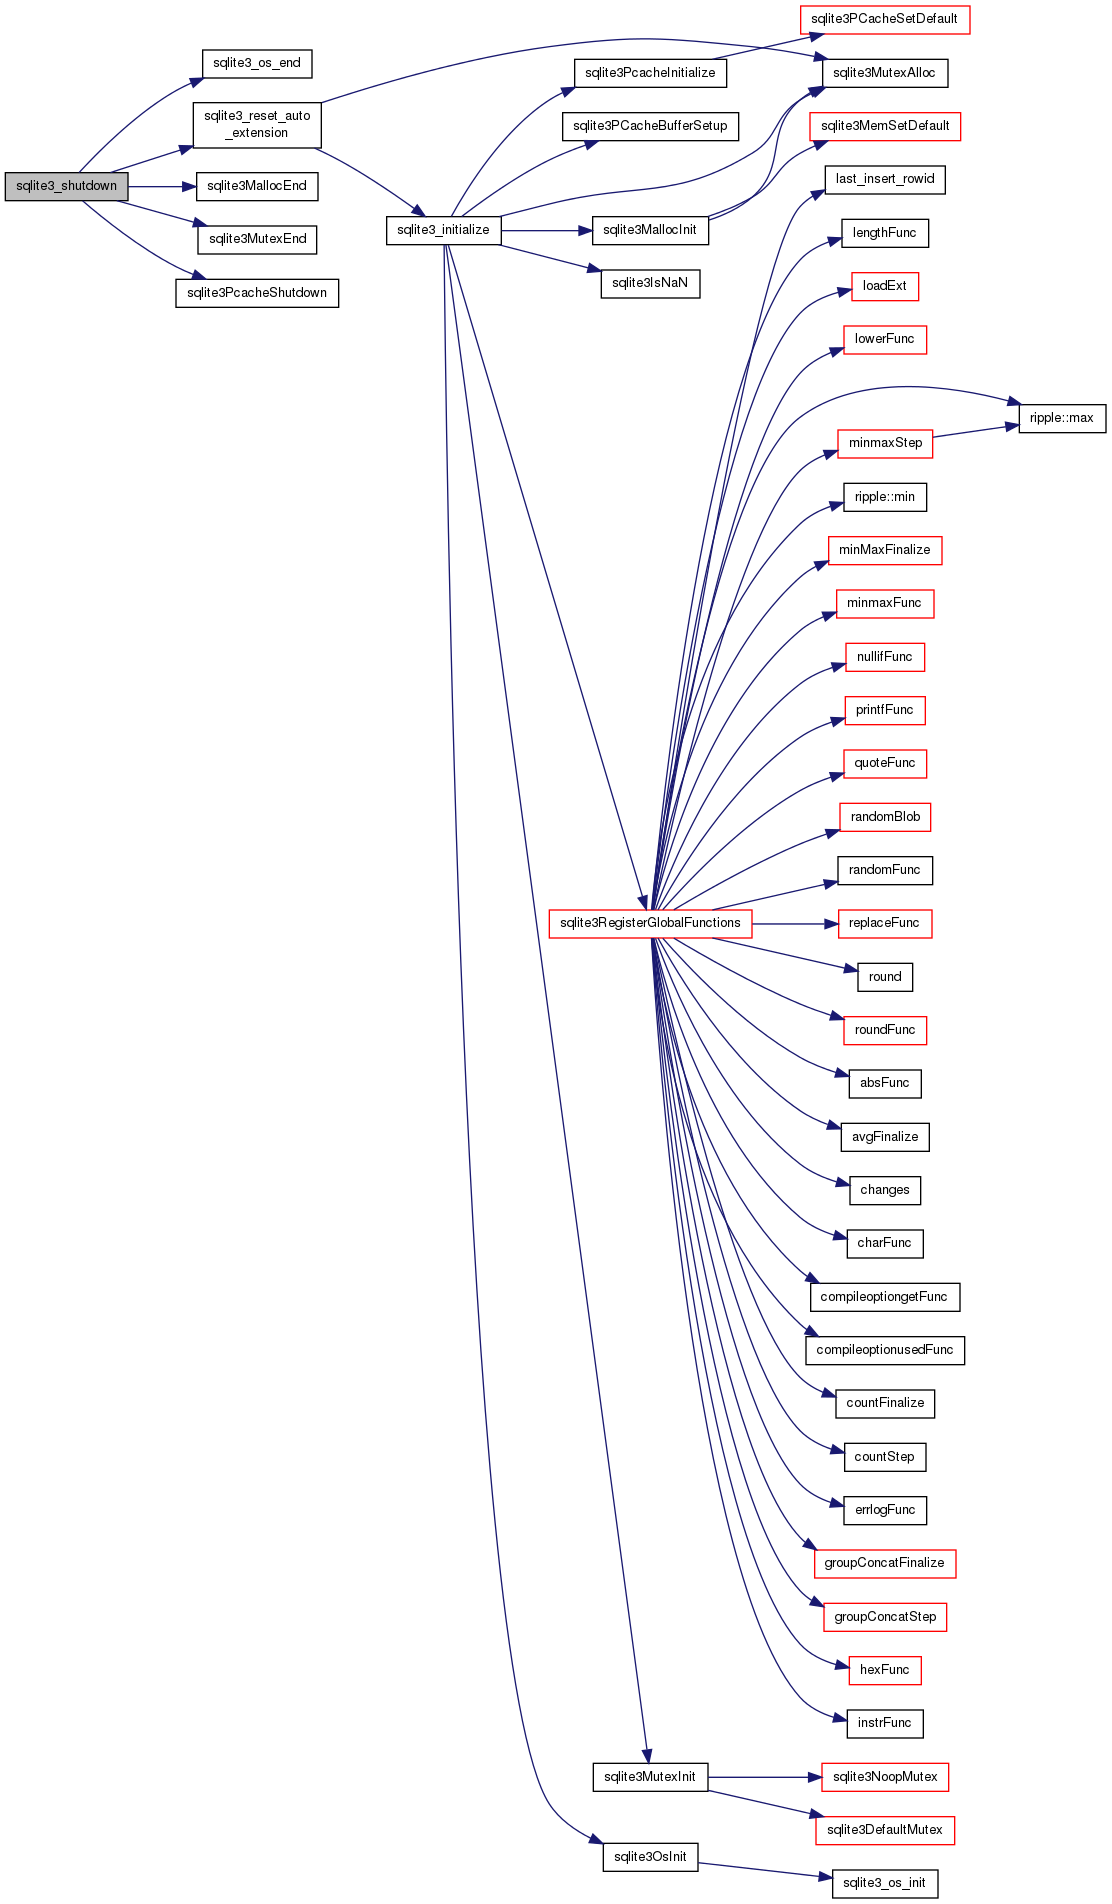 sqlite3_shutdown
sqlite3_os_end
sqlite3_reset_auto
_extension
sqlite3MallocEnd
sqlite3MutexEnd
sqlite3PcacheShutdown
sqlite3_initialize
sqlite3PcacheInitialize
sqlite3PCacheBufferSetup
sqlite3MallocInit
sqlite3IsNaN
sqlite3RegisterGlobalFunctions
sqlite3MutexInit
sqlite3OsInit
sqlite3PCacheSetDefault
sqlite3MutexAlloc
sqlite3MemSetDefault
last_insert_rowid
lengthFunc
loadExt
lowerFunc
ripple::max
minmaxStep
ripple::min
minMaxFinalize
minmaxFunc
nullifFunc
printfFunc
quoteFunc
randomBlob
randomFunc
replaceFunc
round
roundFunc
absFunc
avgFinalize
changes
charFunc
compileoptiongetFunc
compileoptionusedFunc
countFinalize
countStep
errlogFunc
groupConcatFinalize
groupConcatStep
hexFunc
instrFunc
sqlite3NoopMutex
sqlite3DefaultMutex
sqlite3_os_init